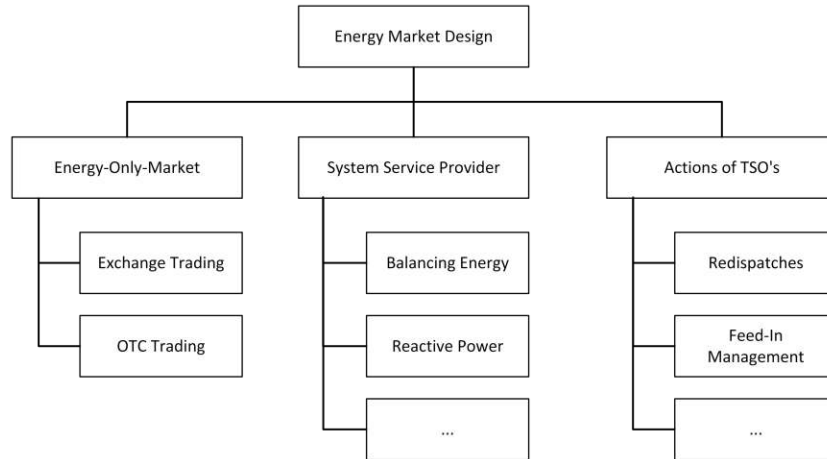 Energy Market Design
Energy-Only-Market
System Service Provider
Actions of TSO's
Exchange Trading
Balancing Energy
Redispatches
OTC Trading
Reactive Power
Feed-In
Management
...
...